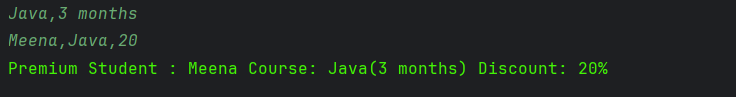 Java,3 months
Meena,Java,20
Premium Student : Meena Course: Java(3 months) Discount: 20%